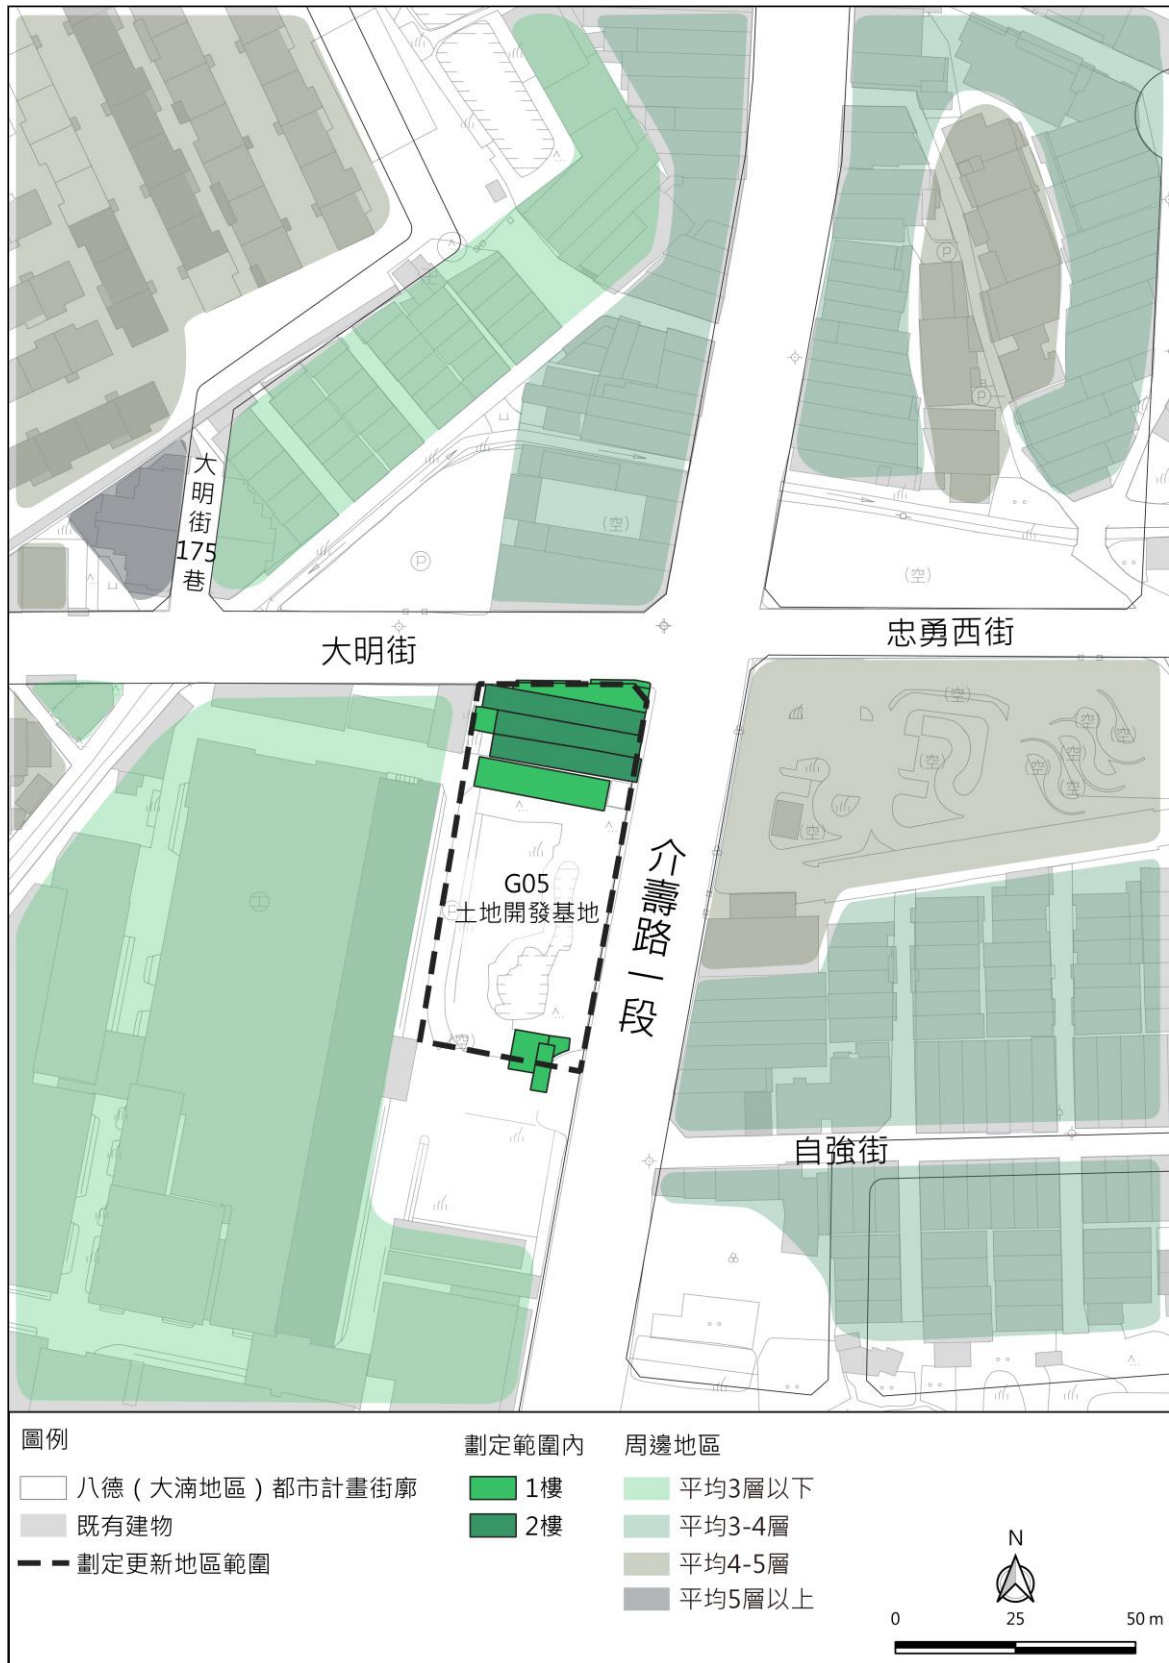 大明街175巷
(空)
Ⓟ
Ⓟ
Ⓟ
(空)
大明街
忠勇西街
(空)
(空)
(空)
(空)
(空)
(空)
(空)
介壽路一段
G05
土地開發基地
Ⓟ
工
(空)
自強街
圖例
八德（大湳地區）都市計畫街廓
既有建物
劃定更新地區範圍
劃定範圍內
1樓
2樓
周邊地區
平均3層以下
平均3-4層
平均4-5層
平均5層以上
N
0 25 50 m